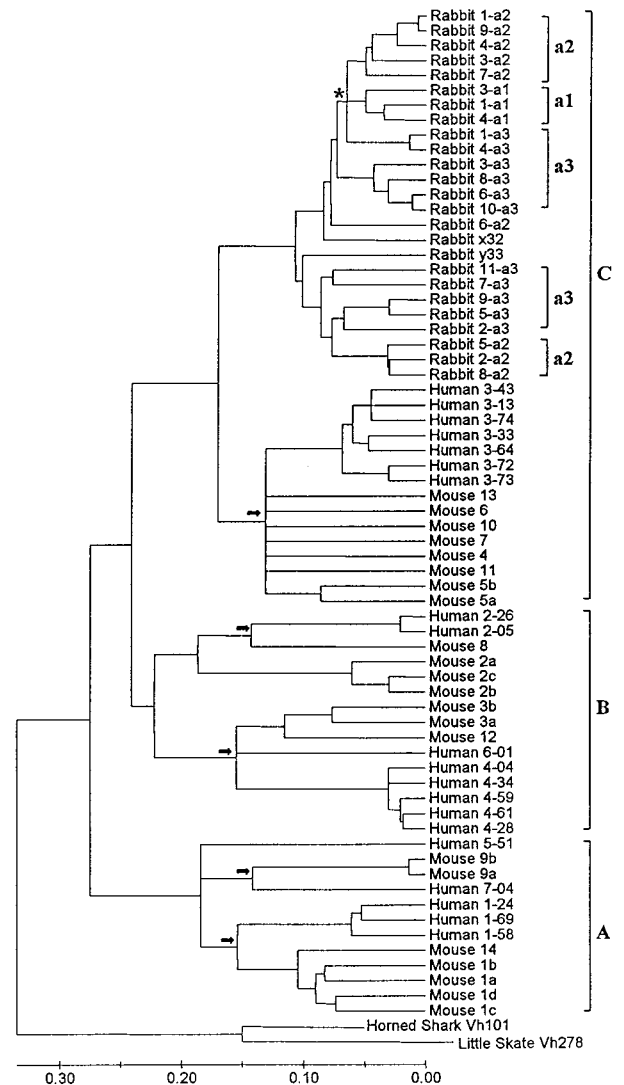 Rabbit 1-a2
Rabbit 9-a2
Rabbit 4-a2
Rabbit 3-a2
Rabbit 7-a2
a2
*
Rabbit 3-a1
Rabbit 1-a1
Rabbit 4-a1
a1
Rabbit 1-a3
Rabbit 4-a3
Rabbit 3-a3
Rabbit 8-a3
Rabbit 6-a3
Rabbit 10-a3
a3
Rabbit 6-a2
Rabbit x32
Rabbit y33
Rabbit 11-a3
Rabbit 7-a3
Rabbit 9-a3
Rabbit 5-a3
Rabbit 2-a3
a3
Rabbit 5-a2
Rabbit 2-a2
Rabbit 8-a2
a2
Human 3-43
Human 3-13
Human 3-74
Human 3-33
Human 3-64
Human 3-72
Human 3-73
Mouse 13
Mouse 6
Mouse 10
Mouse 7
Mouse 4
Mouse 11
Mouse 5b
Mouse 5a
C
Human 2-26
Human 2-05
Mouse 8
Mouse 2a
Mouse 2c
Mouse 2b
Mouse 3b
Mouse 3a
Mouse 12
Human 6-01
Human 4-04
Human 4-34
Human 4-59
Human 4-61
Human 4-28
B
Human 5-51
Mouse 9b
Mouse 9a
Human 7-04
Human 1-24
Human 1-69
Human 1-58
Mouse 14
Mouse 1b
Mouse 1a
Mouse 1d
Mouse 1c
A
Horned Shark Vh101
Little Skate Vh278
0.30 0.20 0.10 0.00